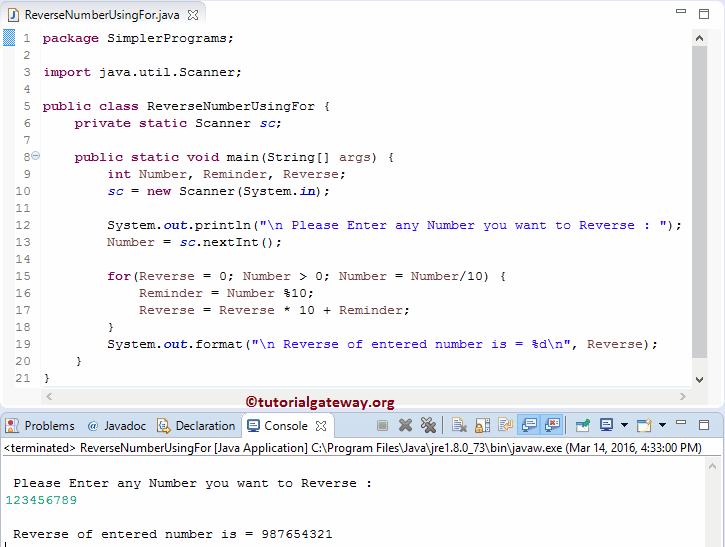 ReverseNumberUsingFor.java
1 package SimplerPrograms;
2
3 import java.util.Scanner;
4
5 public class ReverseNumberUsingFor {
6     private static Scanner sc;
7
8     public static void main(String[] args) {
9         int Number, Reminder, Reverse;
10         sc = new Scanner(System.in);
11
12         System.out.println("\n Please Enter any Number you want to Reverse : ");
13         Number = sc.nextInt();
14
15         for(Reverse = 0; Number > 0; Number = Number/10) {
16             Reminder = Number %10;
17             Reverse = Reverse * 10 + Reminder;
18         }
19         System.out.format("\n Reverse of entered number is = %d\n", Reverse);
20     }
21 }
©tutorialgateway.org
Problems @ Javadoc Declaration Console
<terminated> ReverseNumberUsingFor [Java Application] C:\Program Files\Java\jre1.8.0_73\bin\javaw.exe (Mar 14, 2016, 4:33:00 PM)
Please Enter any Number you want to Reverse :
123456789
Reverse of entered number is = 987654321